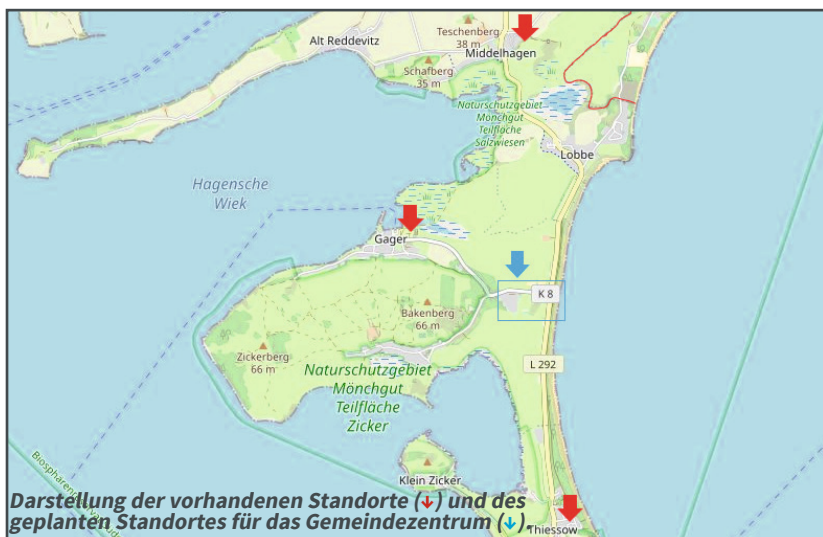 Teschenberg
38 m
Alt Reddevitz
Middelhagen
Schafberg
35 m
Naturschutzgebiet
Mönchgut
Teilfläche
Salzwiesen
Lobbe
Hagensche
Wiek
Gager
K 8
Bakenberg
66 m
Zickerberg
66 m
L 292
Naturschutzgebiet
Mönchgut
Teilfläche
Zicker
Klein Zicker
Darstellung der vorhandenen Standorte (↓) und des
geplanten Standortes für das Gemeindezentrum (↓).
Thiessow